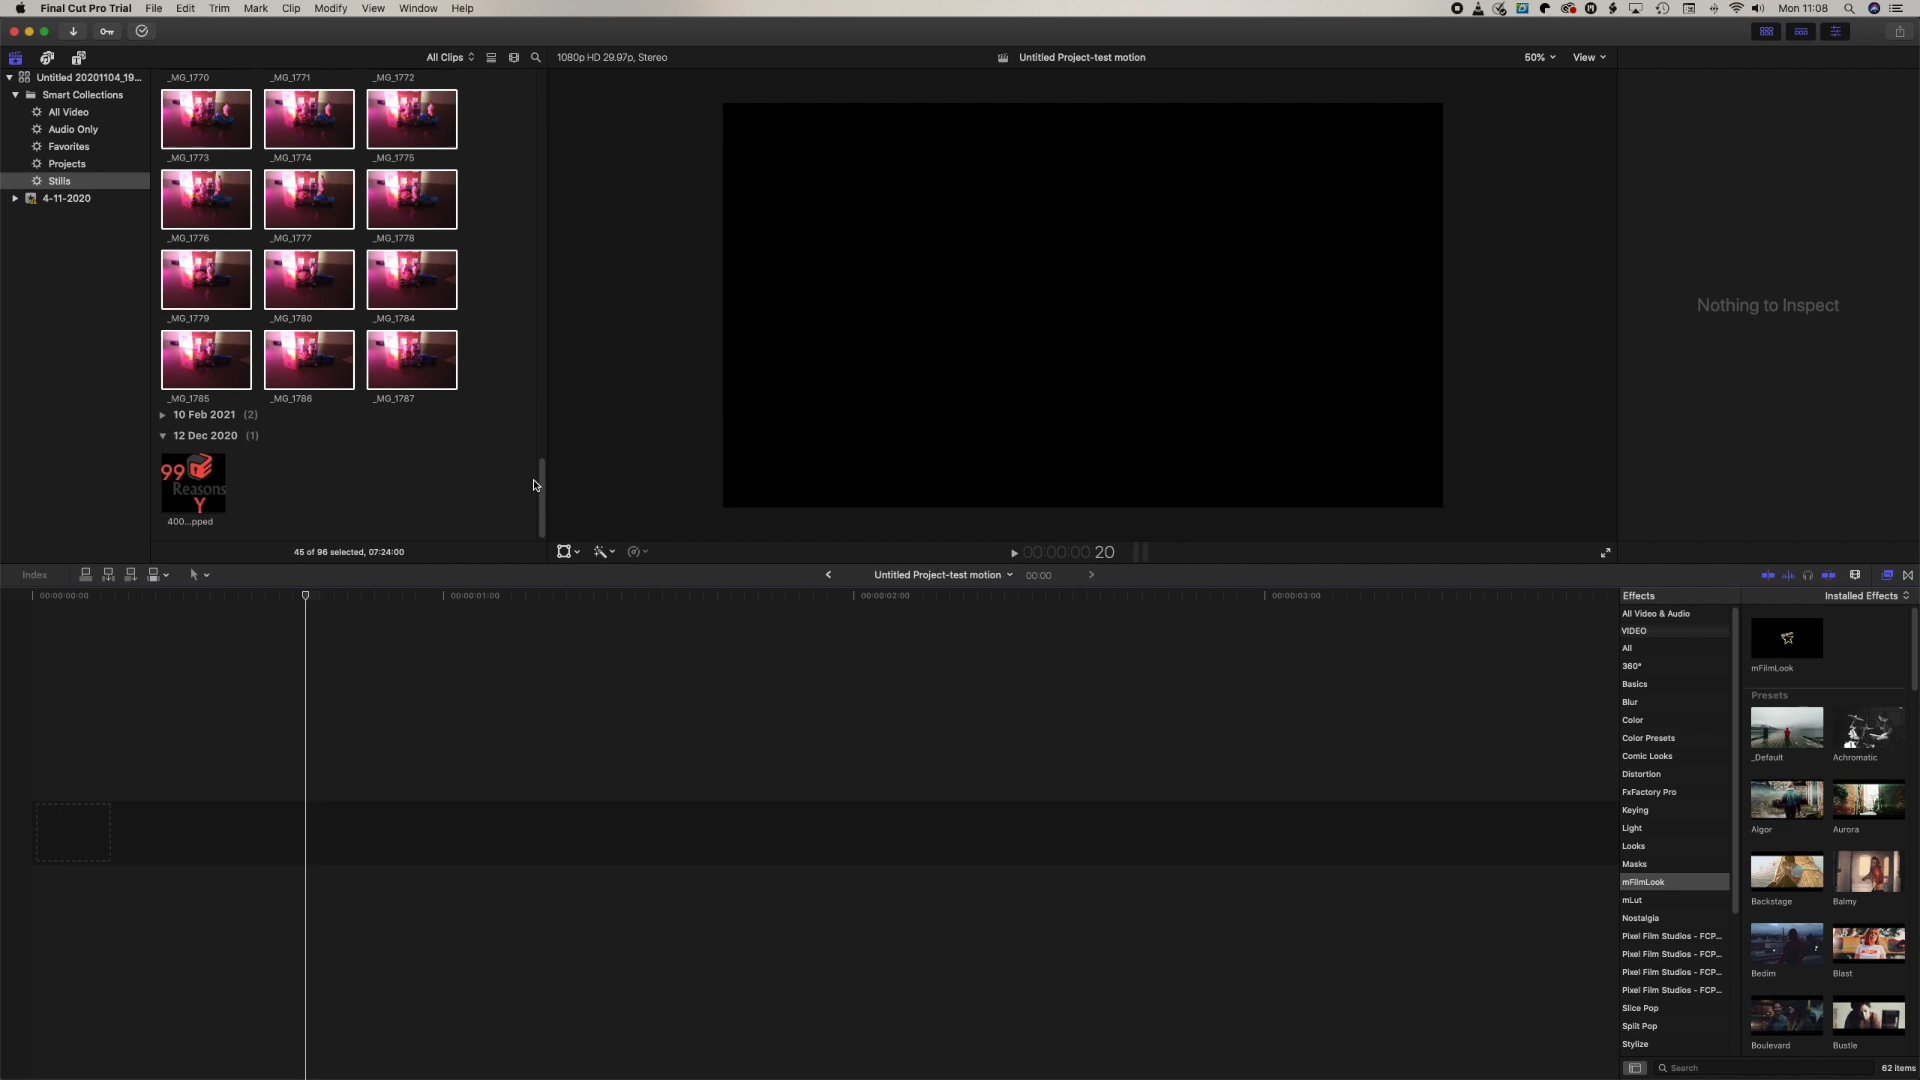 Final Cut Pro Trial File Edit Trim Mark Clip Modify View Window Help
Mon 11:08
All Clips
1080p HD 29.97p, Stereo
Untitled Project-test motion
50%
View
Untitled 20201104_19...
Smart Collections
All Video
Audio Only
Favorites
Projects
Stills
4-11-2020
_MG_1770 _MG_1771 _MG_1772
_MG_1773 _MG_1774 _MG_1775
_MG_1776 _MG_1777 _MG_1778
_MG_1779 _MG_1780 _MG_1784
_MG_1785 _MG_1786 _MG_1787
10 Feb 2021 (2)
12 Dec 2020 (1)
99
Reasons
Y
400...pped
45 of 96 selected, 07:24:00
Nothing to Inspect
00:00:00:00 20
Index
Untitled Project-test motion
00:00
00:00:00:00 00:00:01:00 00:00:02:00 00:00:03:00
Effects
Installed Effects
All Video & Audio
VIDEO
All
360°
Basics
Blur
Color
Color Presets
Comic Looks
Distortion
FxFactory Pro
Keying
Light
Looks
Masks
mFilmLook
mLut
Nostalgia
Pixel Film Studios - FCP...
Pixel Film Studios - FCP...
Pixel Film Studios - FCP...
Pixel Film Studios - FCP...
Slice Pop
Split Pop
Stylize
mFilmLook
Presets
_Default Achromatic
Algor Aurora
Backstage Balmy
Bedim Blast
Boulevard Bustle
Search
62 items